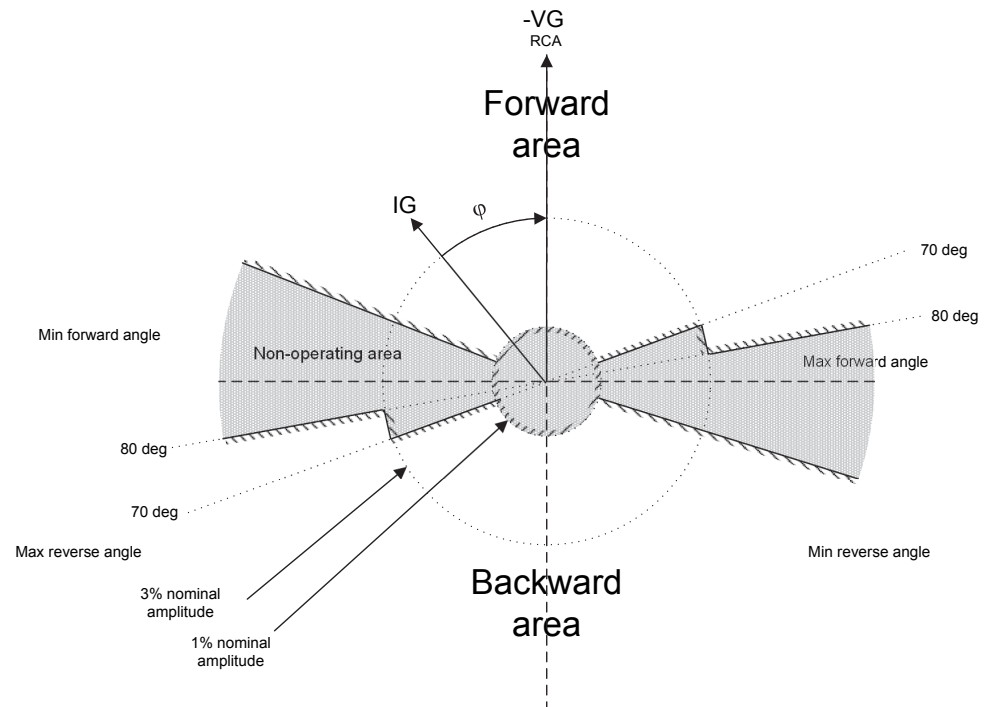 -VG
RCA
Forward
area
IG
φ
70 deg
80 deg
Min forward angle
Non-operating area
Max forward angle
80 deg
70 deg
Max reverse angle
Min reverse angle
3% nominal
amplitude
Backward
area
1% nominal
amplitude